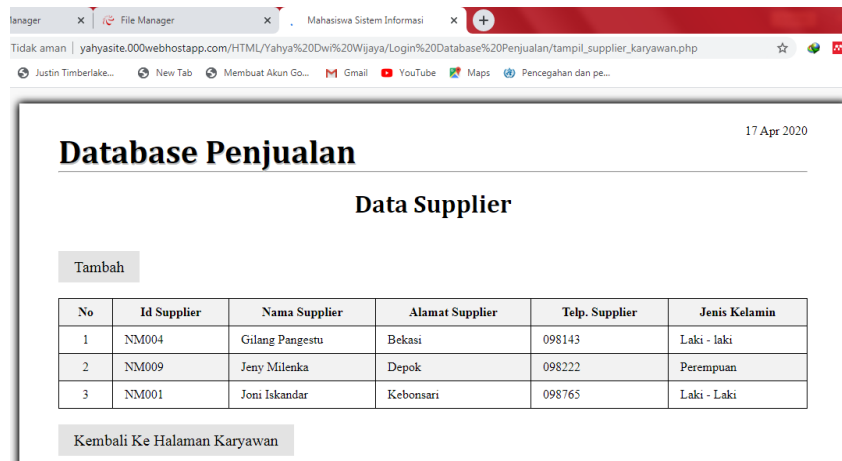 lanager
File Manager
Mahasiswa Sistem Informasi
Tidak aman | yahyasite.000webhostapp.com/HTML/Yahya%20Dwi%20Wijaya/Login%20Database%20Penjualan/tampil_supplier_karyawan.php
Justin Timberlake... New Tab Membuat Akun Go... Gmail YouTube Maps Pencegahan dan pe...
17 Apr 2020
Database Penjualan
Data Supplier
Tambah
No Id Supplier Nama Supplier Alamat Supplier Telp. Supplier Jenis Kelamin
1 NM004 Gilang Pangestu Bekasi 098143 Laki - laki
2 NM009 Jeny Milenka Depok 098222 Perempuan
3 NM001 Joni Iskandar Kebonsari 098765 Laki - Laki
Kembali Ke Halaman Karyawan